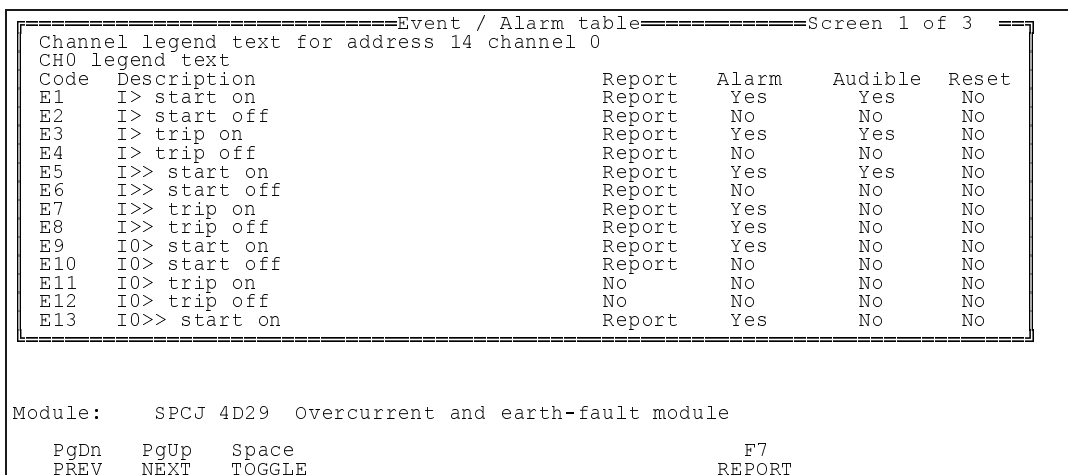 Event / Alarm table Screen 1 of 3
Channel legend text for address 14 channel 0
CH0 legend text
Code Description Report Alarm Audible Reset
E1 I> start on Report Yes Yes No
E2 I> start off Report No No No
E3 I> trip on Report Yes Yes No
E4 I> trip off Report No No No
E5 I>> start on Report Yes Yes No
E6 I>> start off Report No No No
E7 I>> trip on Report Yes No No
E8 I>> trip off Report Yes No No
E9 I0> start on Report Yes No No
E10 I0> start off Report No No No
E11 I0> trip on No No No No
E12 I0> trip off No No No No
E13 I0>> start on Report Yes No No
Module: SPCJ 4D29 Overcurrent and earth-fault module
PgDn PgUp Space F7
PREV NEXT TOGGLE REPORT